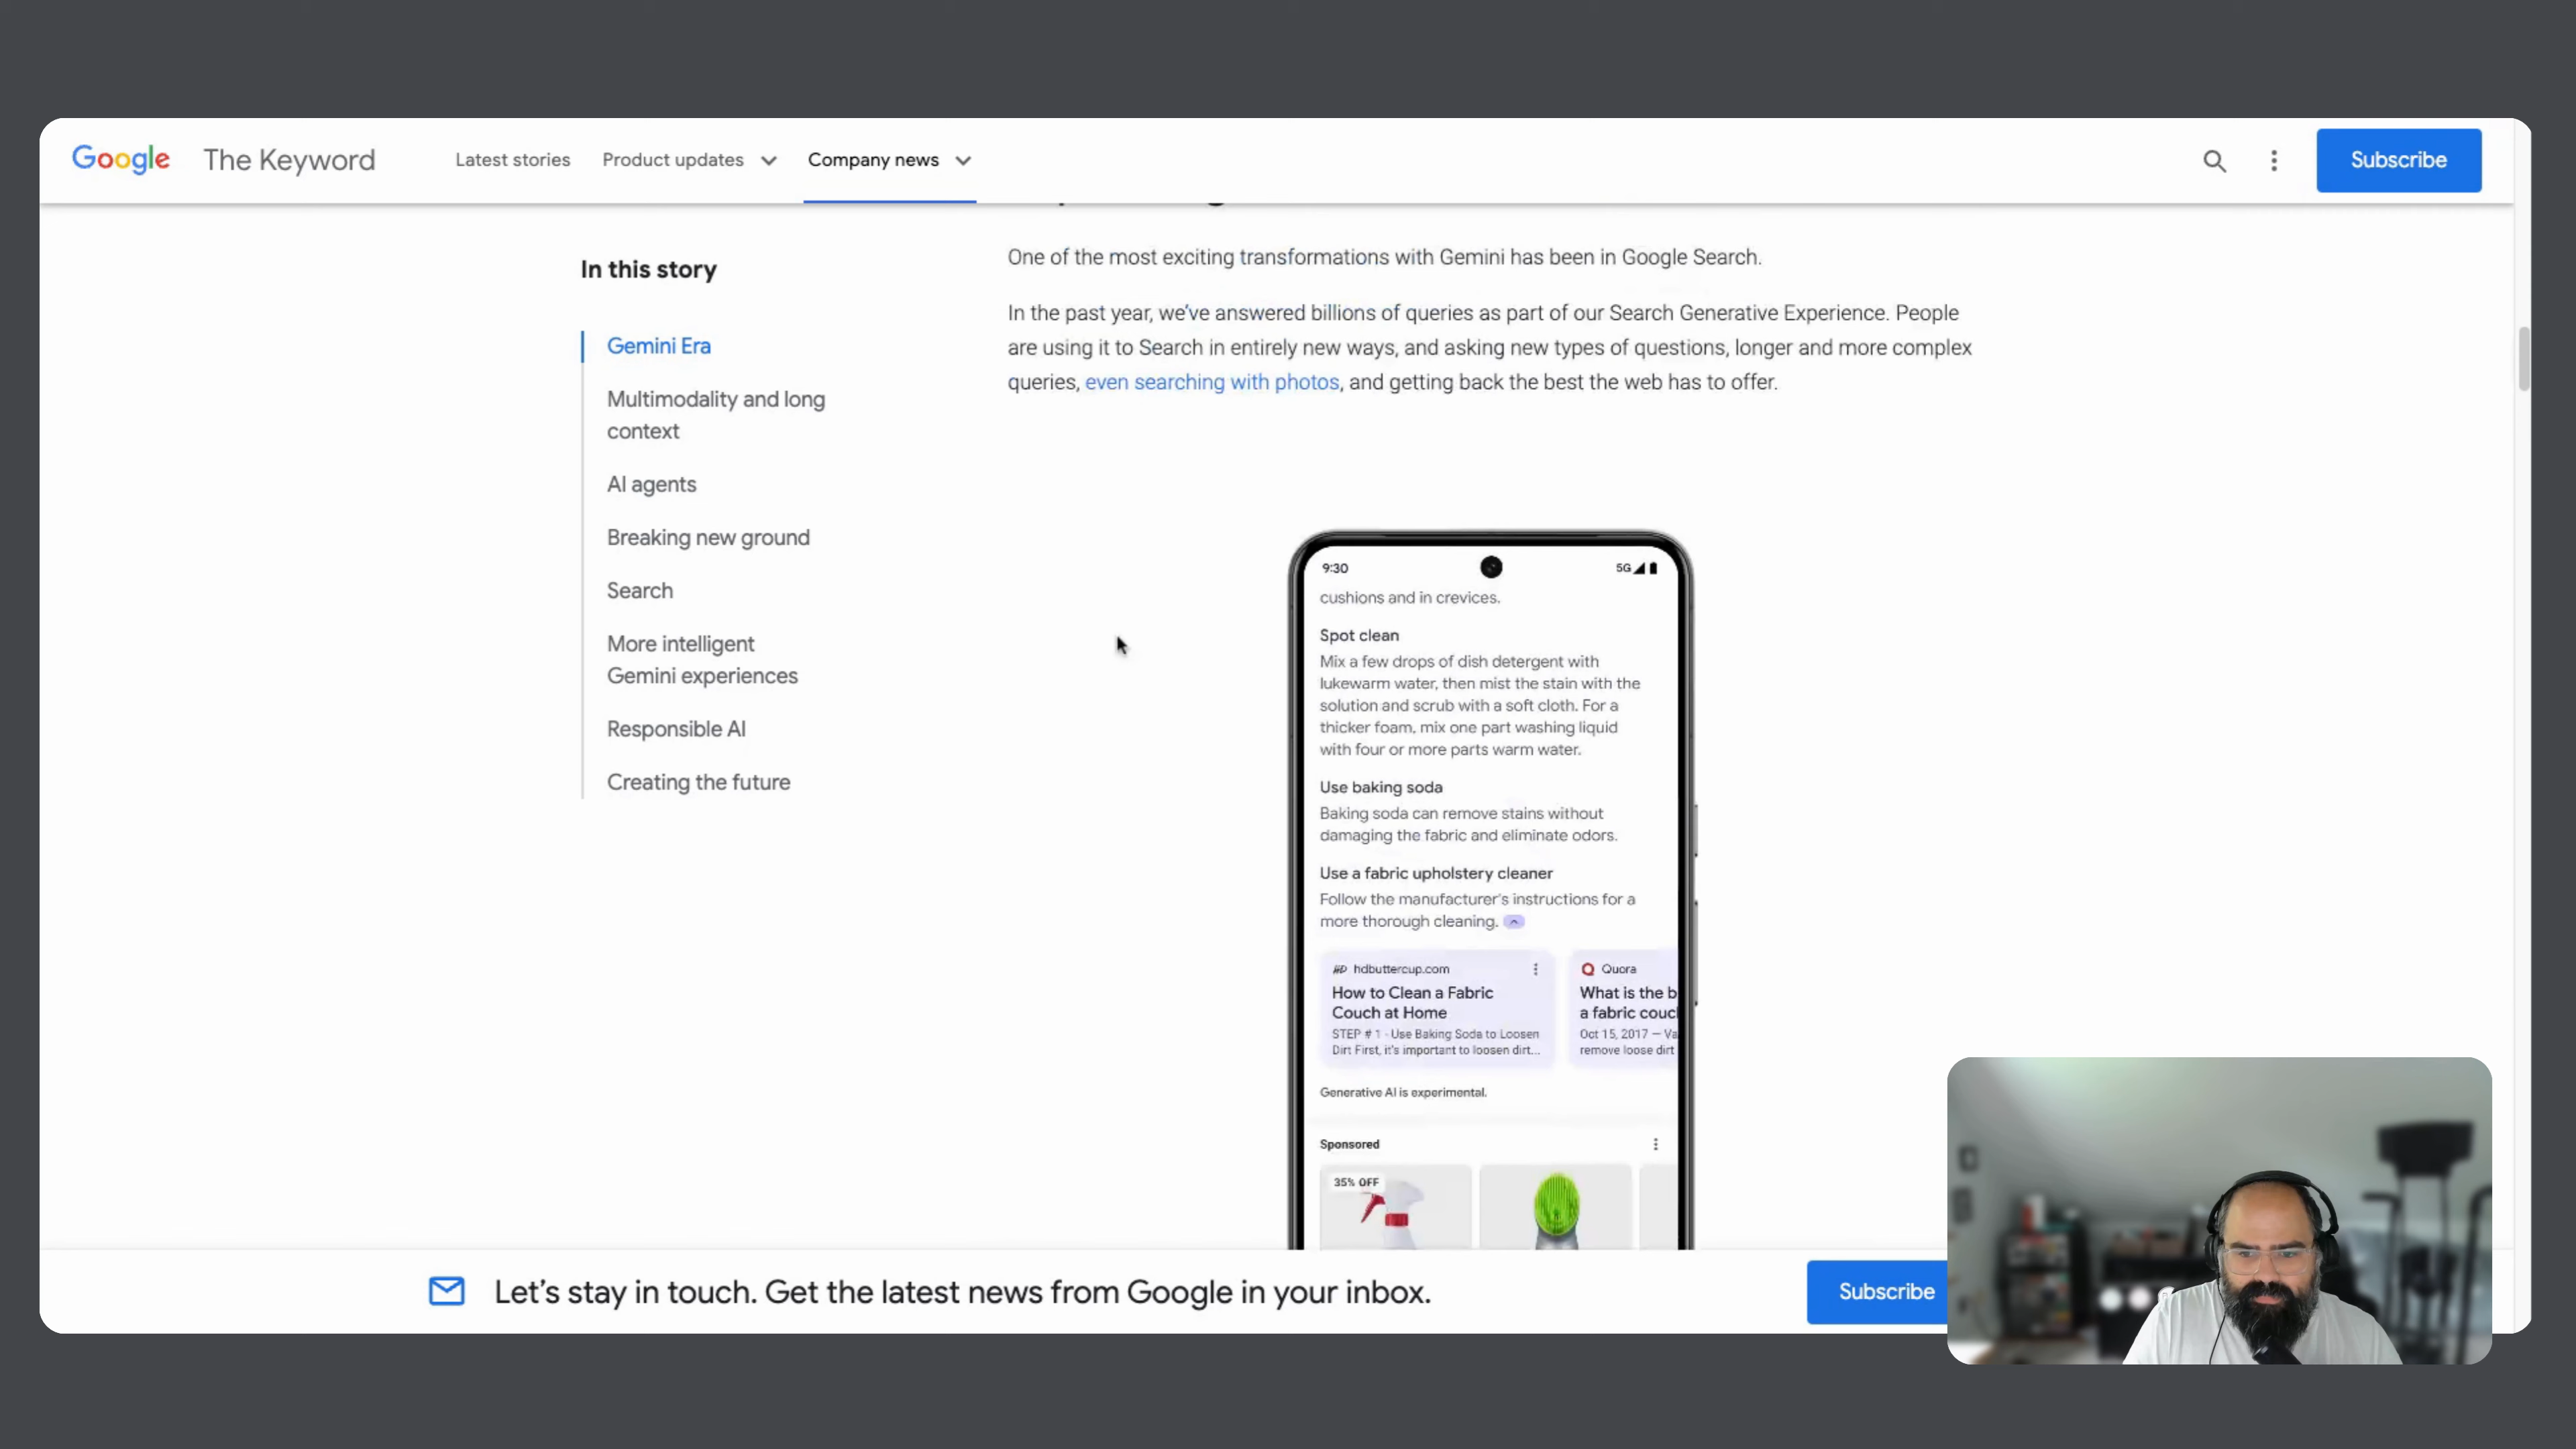 Google The Keyword Latest stories Product updates Company news Subscribe
In this story
Gemini Era
Multimodality and long
context
AI agents
Breaking new ground
Search
More intelligent
Gemini experiences
Responsible AI
Creating the future
One of the most exciting transformations with Gemini has been in Google Search.
In the past year, we've answered billions of queries as part of our Search Generative Experience. People
are using it to Search in entirely new ways, and asking new types of questions, longer and more complex
queries, even searching with photos, and getting back the best the web has to offer.
9:30 5G
cushions and in crevices.
Spot clean
Mix a few drops of dish detergent with
lukewarm water, then mist the stain with the
solution and scrub with a soft cloth. For a
thicker foam, mix one part washing liquid
with four or more parts warm water.
Use baking soda
Baking soda can remove stains without
damaging the fabric and eliminate odors.
Use a fabric upholstery cleaner
Follow the manufacturer's instructions for a
more thorough cleaning.
hdbuttercup.com
How to Clean a Fabric
Couch at Home
STEP # 1 - Use Baking Soda to Loosen
Dirt First, it's important to loosen dirt...
Quora
What is the b
a fabric couc
Oct 15, 2017 — Va
remove loose dirt
Generative AI is experimental.
Sponsored
35% OFF
Let's stay in touch. Get the latest news from Google in your inbox. Subscribe